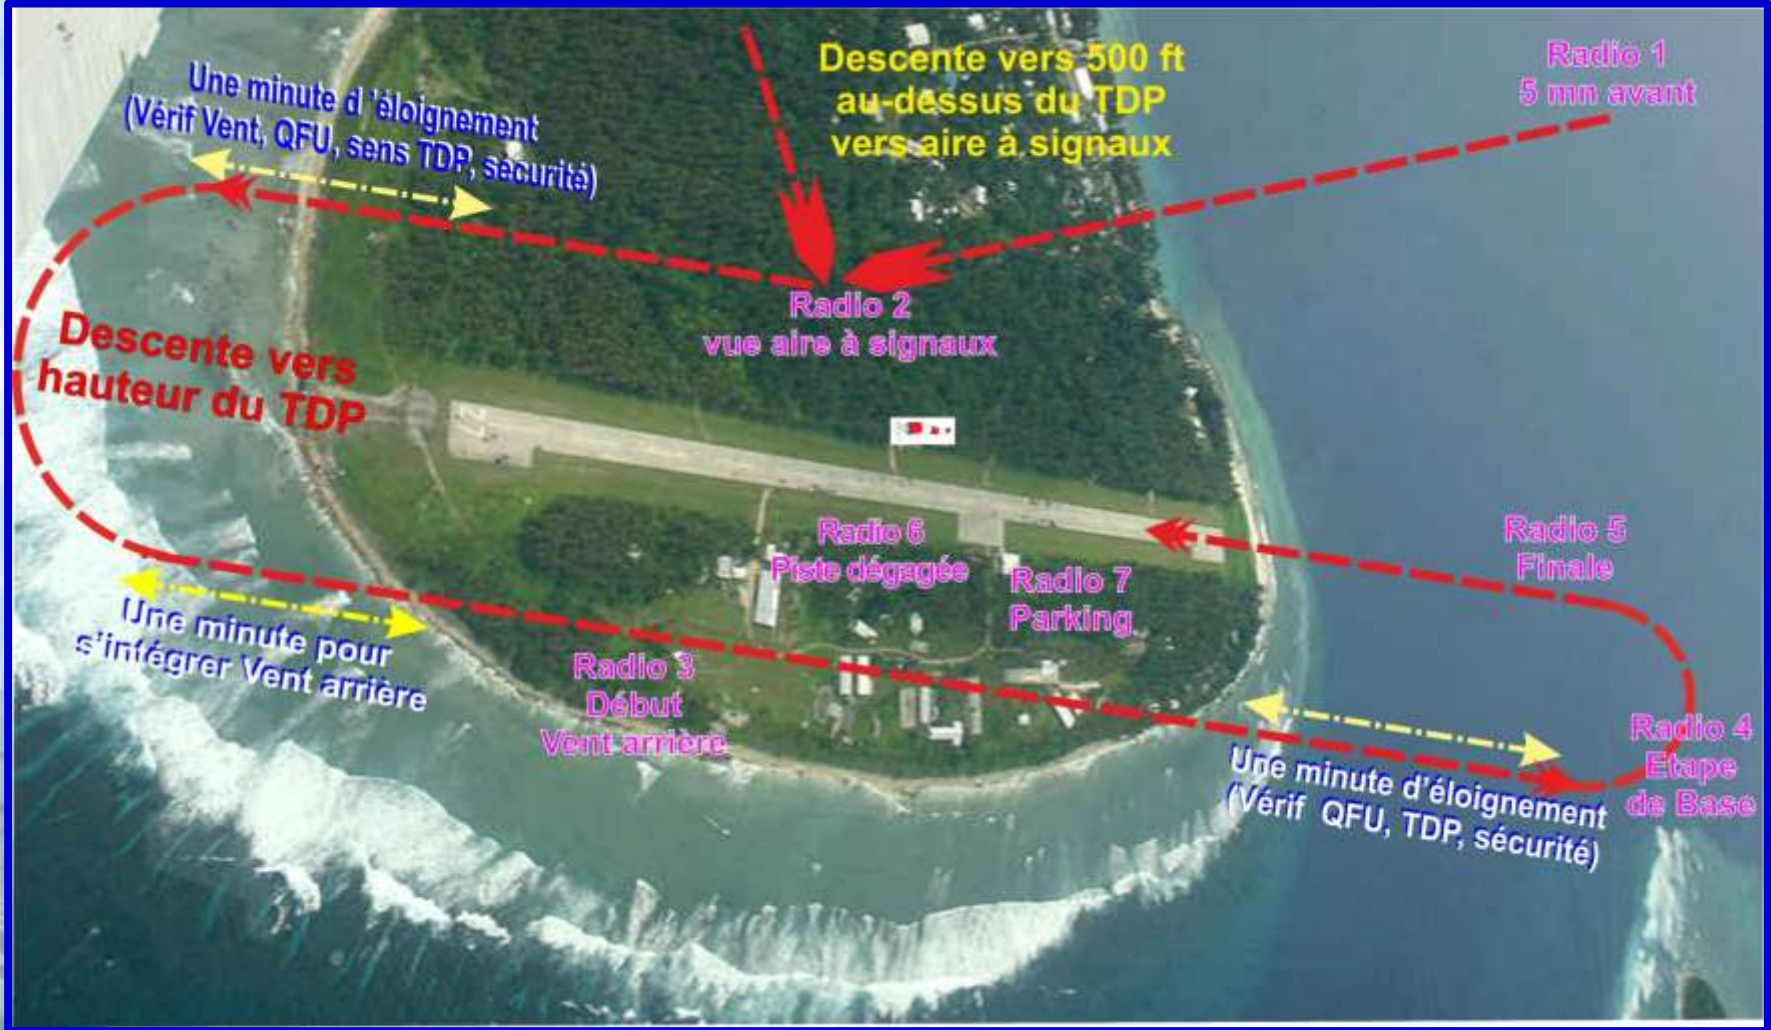 Descente vers 500 ft
au-dessus du TDP
vers aire à signaux
Radio 1
5 mn avant
Une minute d 'éloignement
(Vérif Vent, QFU, sens TDP, sécurité)
Radio 2
vue aire à signaux
Descente vers
hauteur du TDP
22
Radio 6
Piste dégagée
Radio 5
Finale
Radio 7
Parking
Une minute pour
s'intégrer Vent arrière
Radio 3
Début
Vent arrière
Radio 4
Etape
de Base
Une minute d'éloignement
(Vérif QFU, TDP, sécurité)